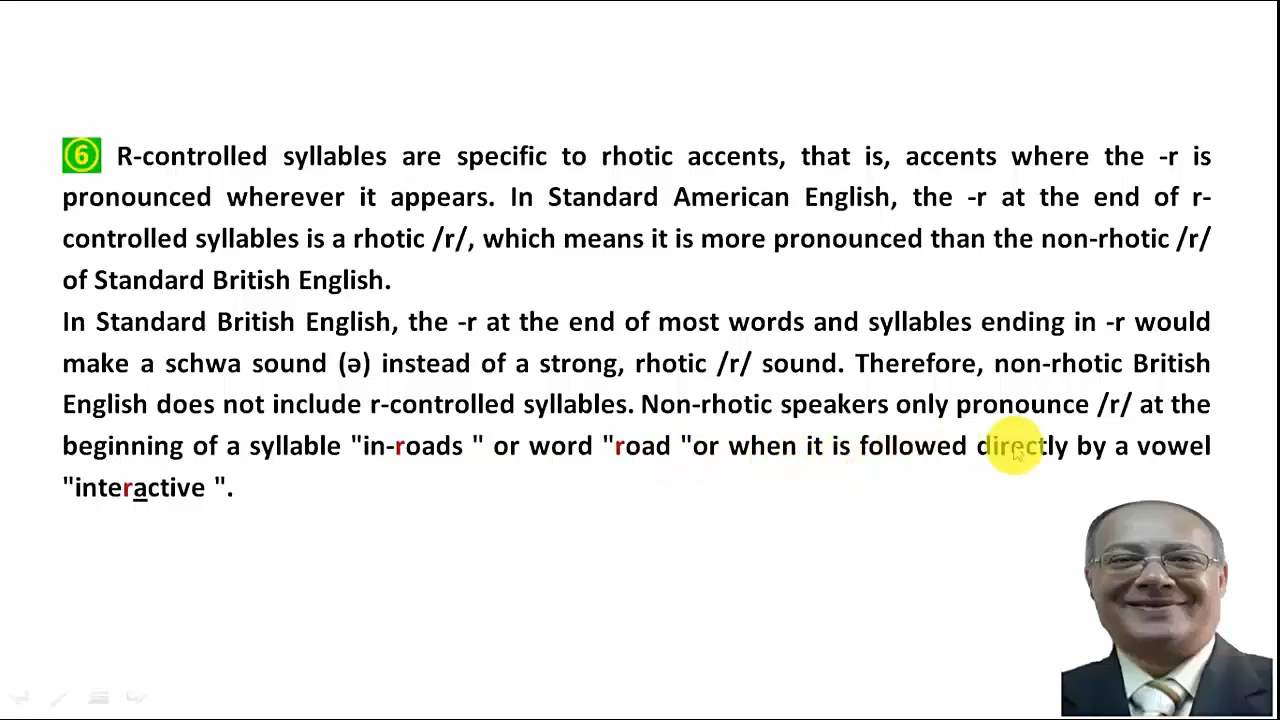 6 R-controlled syllables are specific to rhotic accents, that is, accents where the -r is
pronounced wherever it appears. In Standard American English, the -r at the end of r-
controlled syllables is a rhotic /r/, which means it is more pronounced than the non-rhotic /r/
of Standard British English.
In Standard British English, the -r at the end of most words and syllables ending in -r would
make a schwa sound (ə) instead of a strong, rhotic /r/ sound. Therefore, non-rhotic British
English does not include r-controlled syllables. Non-rhotic speakers only pronounce /r/ at the
beginning of a syllable "in-roads " or word "road "or when it is followed directly by a vowel
"interactive ".